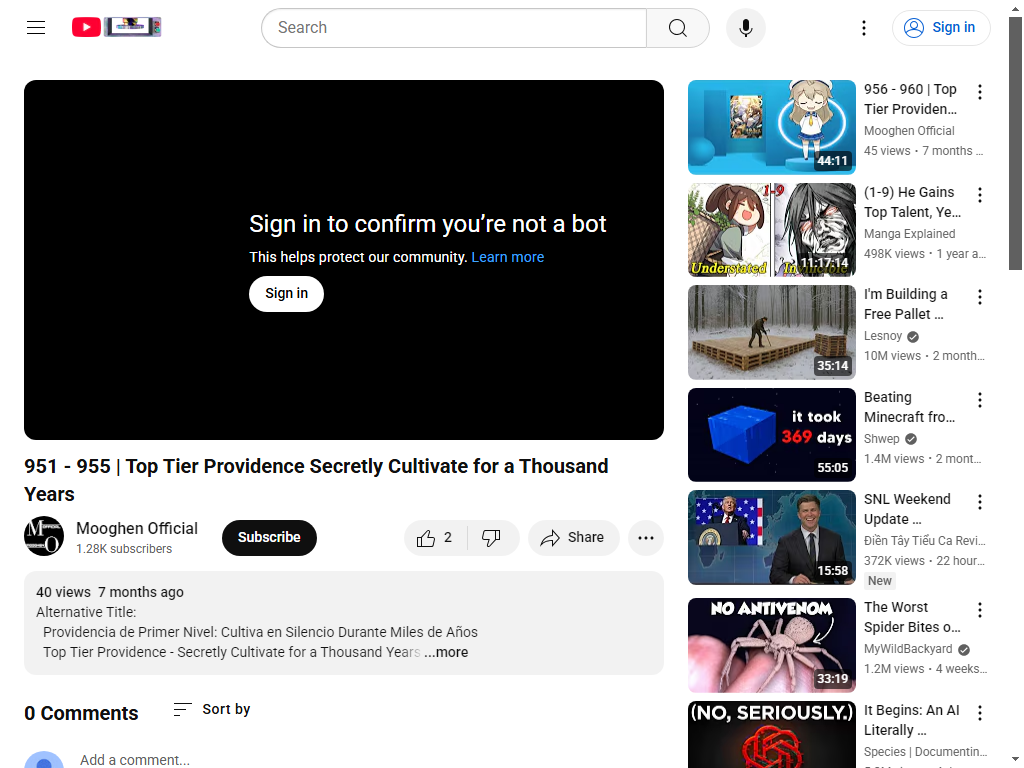 Search
Sign in
Sign in to confirm you’re not a bot
This helps protect our community. Learn more
Sign in
951 - 955 | Top Tier Providence Secretly Cultivate for a Thousand
Years
Mooghen Official
1.28K subscribers
Subscribe
2
Share
40 views 7 months ago
Alternative Title:
Providencia de Primer Nivel: Cultiva en Silencio Durante Miles de Años
Top Tier Providence - Secretly Cultivate for a Thousand Years ...more
0 Comments
Sort by
Add a comment...
44:11
956 - 960 | Top
Tier Providen...
Mooghen Official
45 views • 7 months ...
1-9
Understated
Invincible
11:17:14
(1-9) He Gains
Top Talent, Ye...
Manga Explained
498K views • 1 year a...
35:14
I'm Building a
Free Pallet ...
Lesnoy
10M views • 2 month...
it took
369 days
55:05
Beating
Minecraft fro...
Shwep
1.4M views • 2 mont...
15:58
SNL Weekend
Update ...
Điền Tây Tiểu Ca Revi...
372K views • 22 hour...
New
NO ANTIVENOM
33:19
The Worst
Spider Bites o...
MyWildBackyard
1.2M views • 4 weeks...
(NO, SERIOUSLY.)
It Begins: An AI
Literally ...
Species | Documentin...